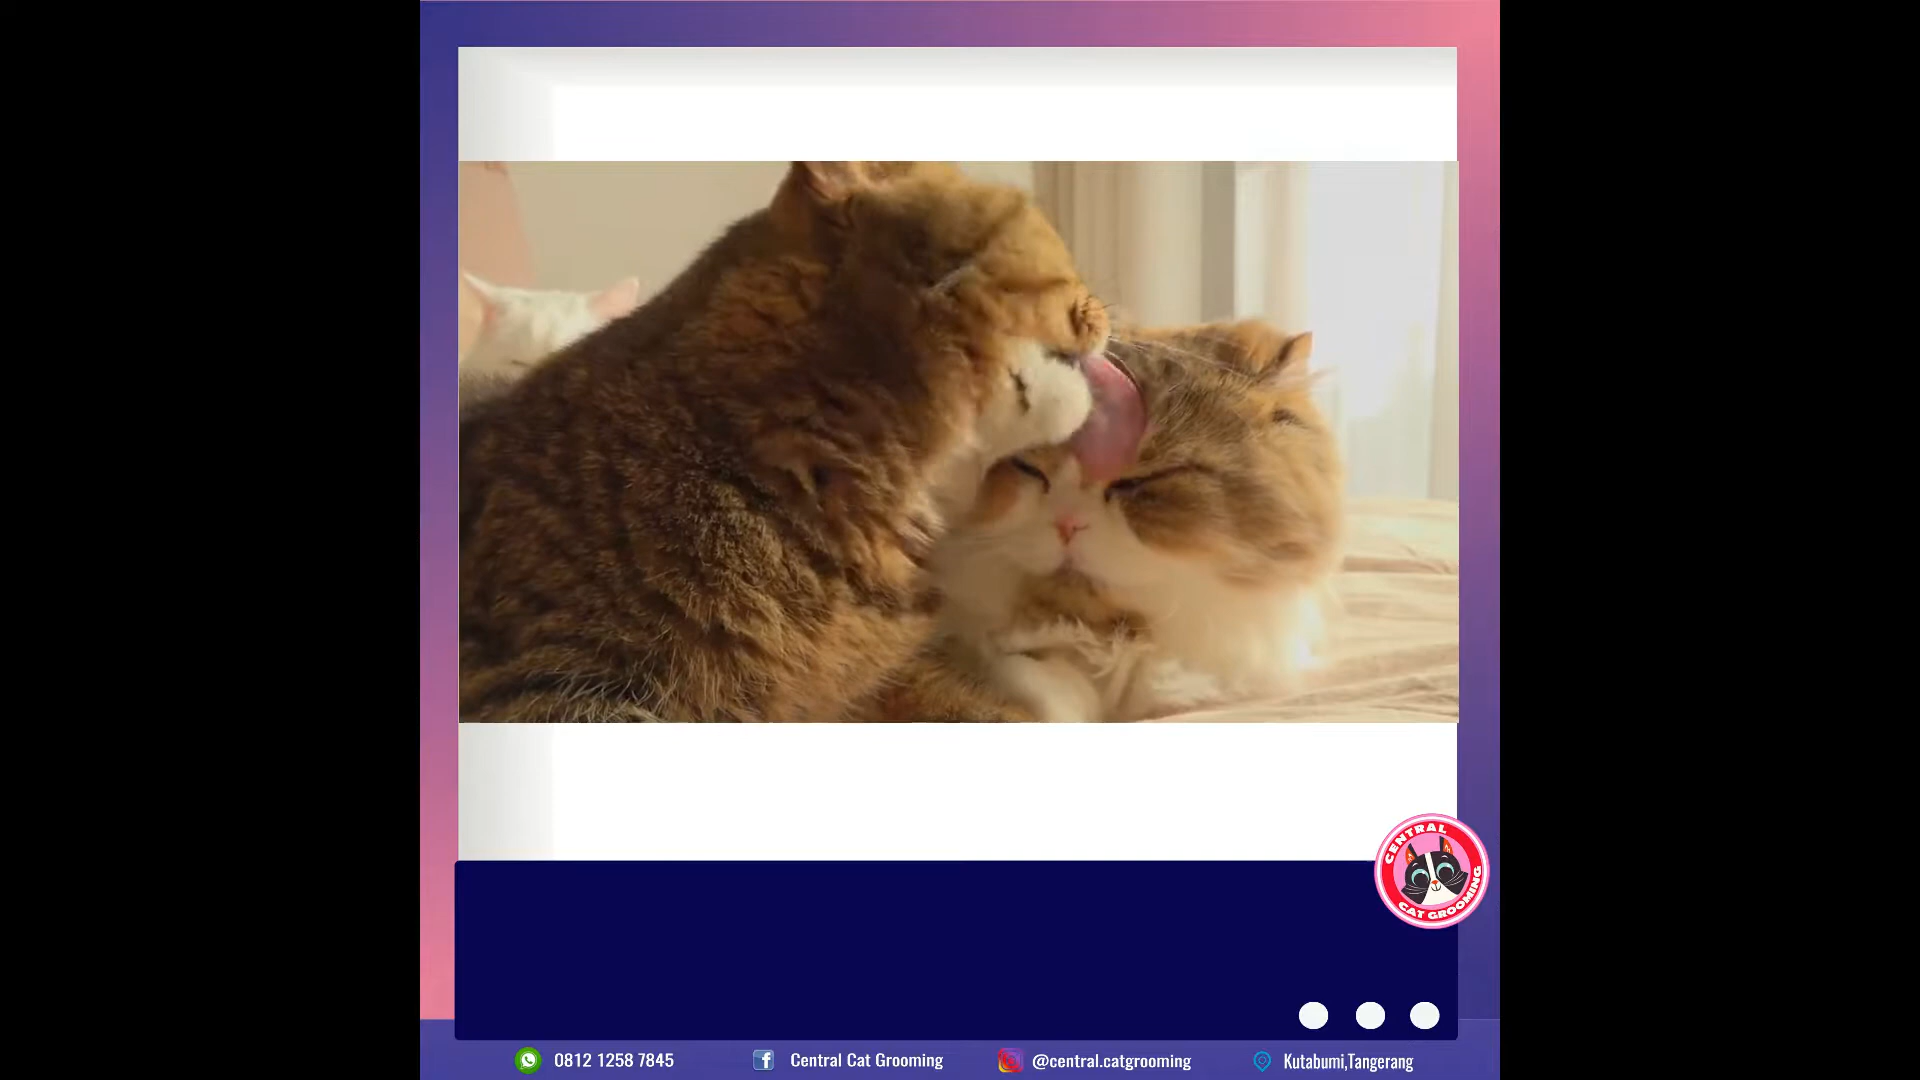 CENTRAL
CAT GROOMING
0812 1258 7845
Central Cat Grooming
@central.catgrooming
Kutabumi,Tangerang